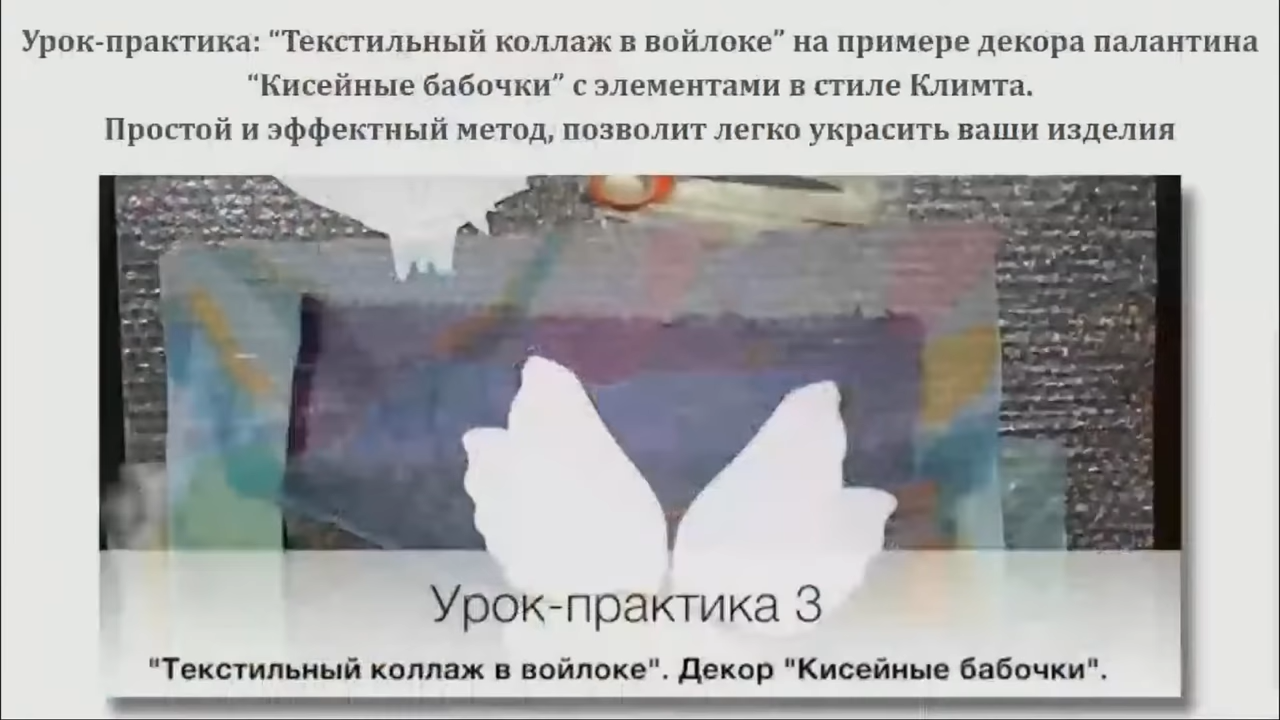 Урок-практика: “Текстильный коллаж в войлоке” на примере декора палантина
“Кисейные бабочки” с элементами в стиле Климта.
Простой и эффектный метод, позволит легко украсить ваши изделия
Урок-практика 3
"Текстильный коллаж в войлоке". Декор "Кисейные бабочки".